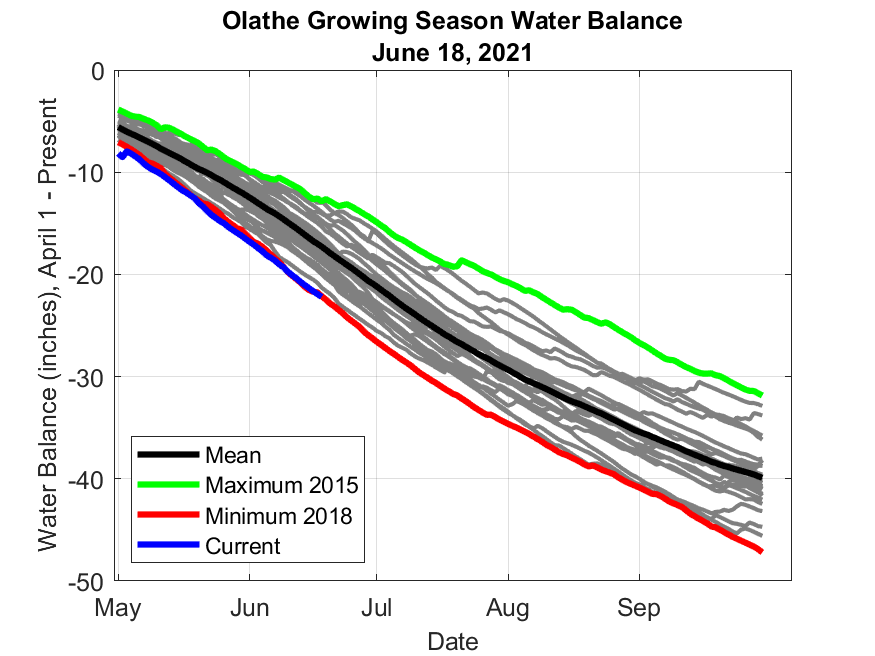 Olathe Growing Season Water Balance
June 18, 2021
Water Balance (inches), April 1 - Present
0
-10
-20
-30
-40
-50
Mean
Maximum 2015
Minimum 2018
Current
May Jun Jul Aug Sep
Date